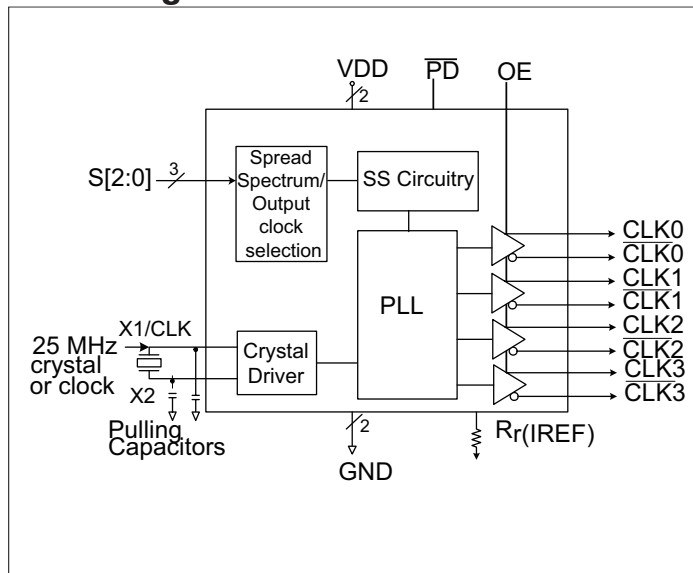 VDD
PD
OE
2
S[2:0]
3
Spread
Spectrum/
Output
clock
selection
SS Circuitry
PLL
CLK0
CLK0
CLK1
CLK1
CLK2
CLK2
CLK3
CLK3
X1/CLK
25 MHz
crystal
or clock
Crystal
Driver
X2
Pulling
Capacitors
2
GND
Rr(IREF)